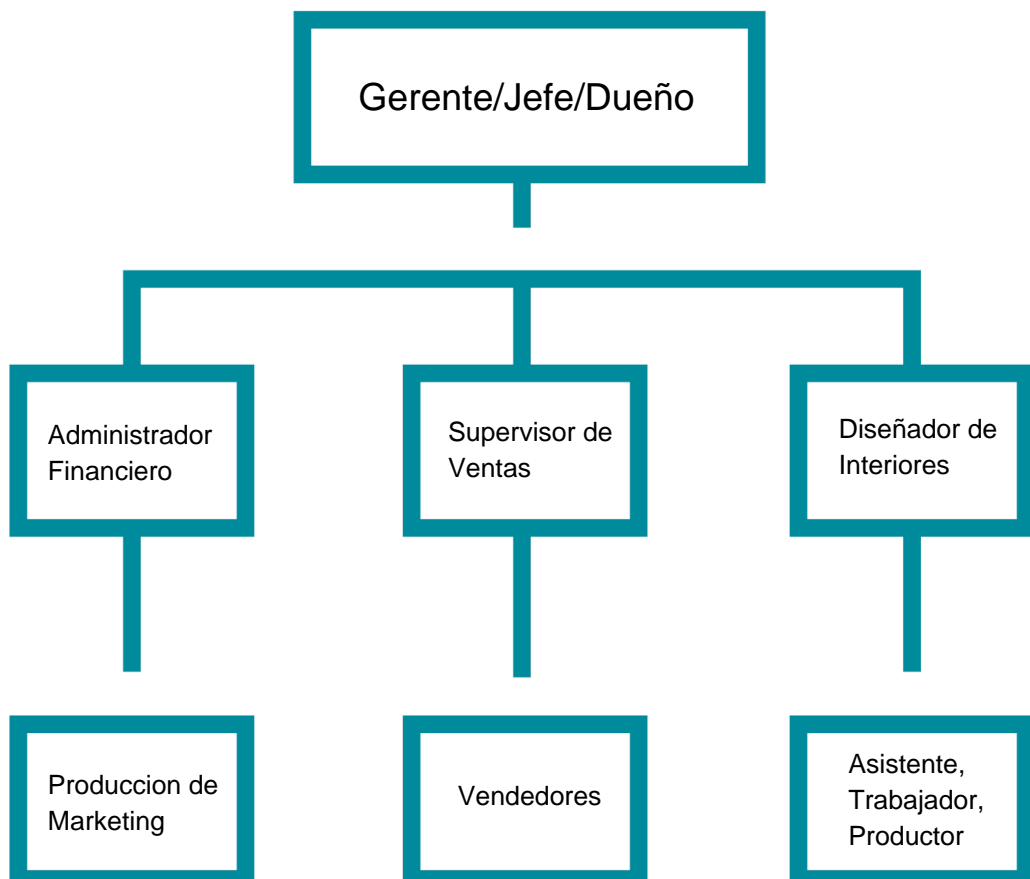 Gerente/Jefe/Dueño
Administrador
Financiero
Supervisor de
Ventas
Diseñador de
Interiores
Produccion de
Marketing
Vendedores
Asistente,
Trabajador,
Productor